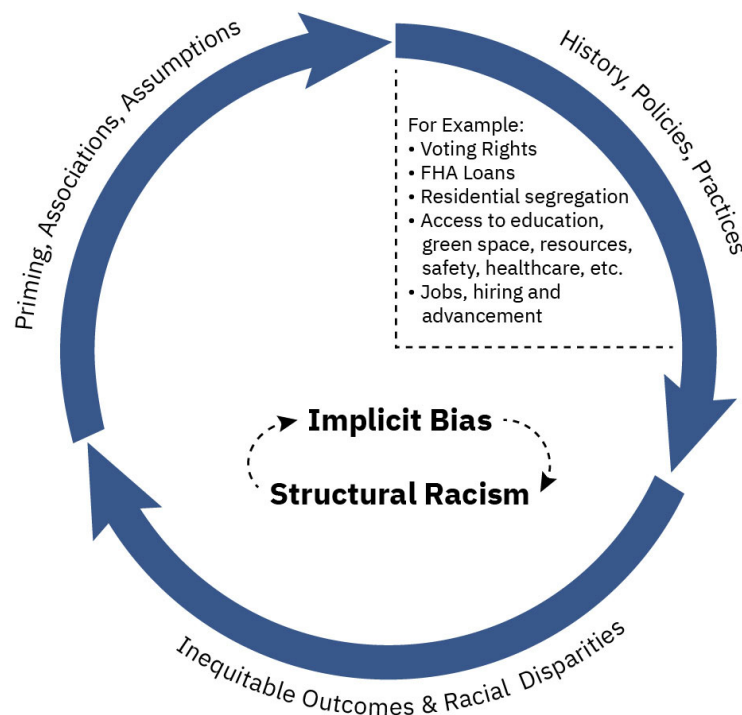 Priming, Associations, Assumptions
History, Policies, Practices
For Example:
• Voting Rights
• FHA Loans
• Residential segregation
• Access to education,
green space, resources,
safety, healthcare, etc.
• Jobs, hiring and
advancement
Implicit Bias
Structural Racism
Inequitable Outcomes & Racial Disparities